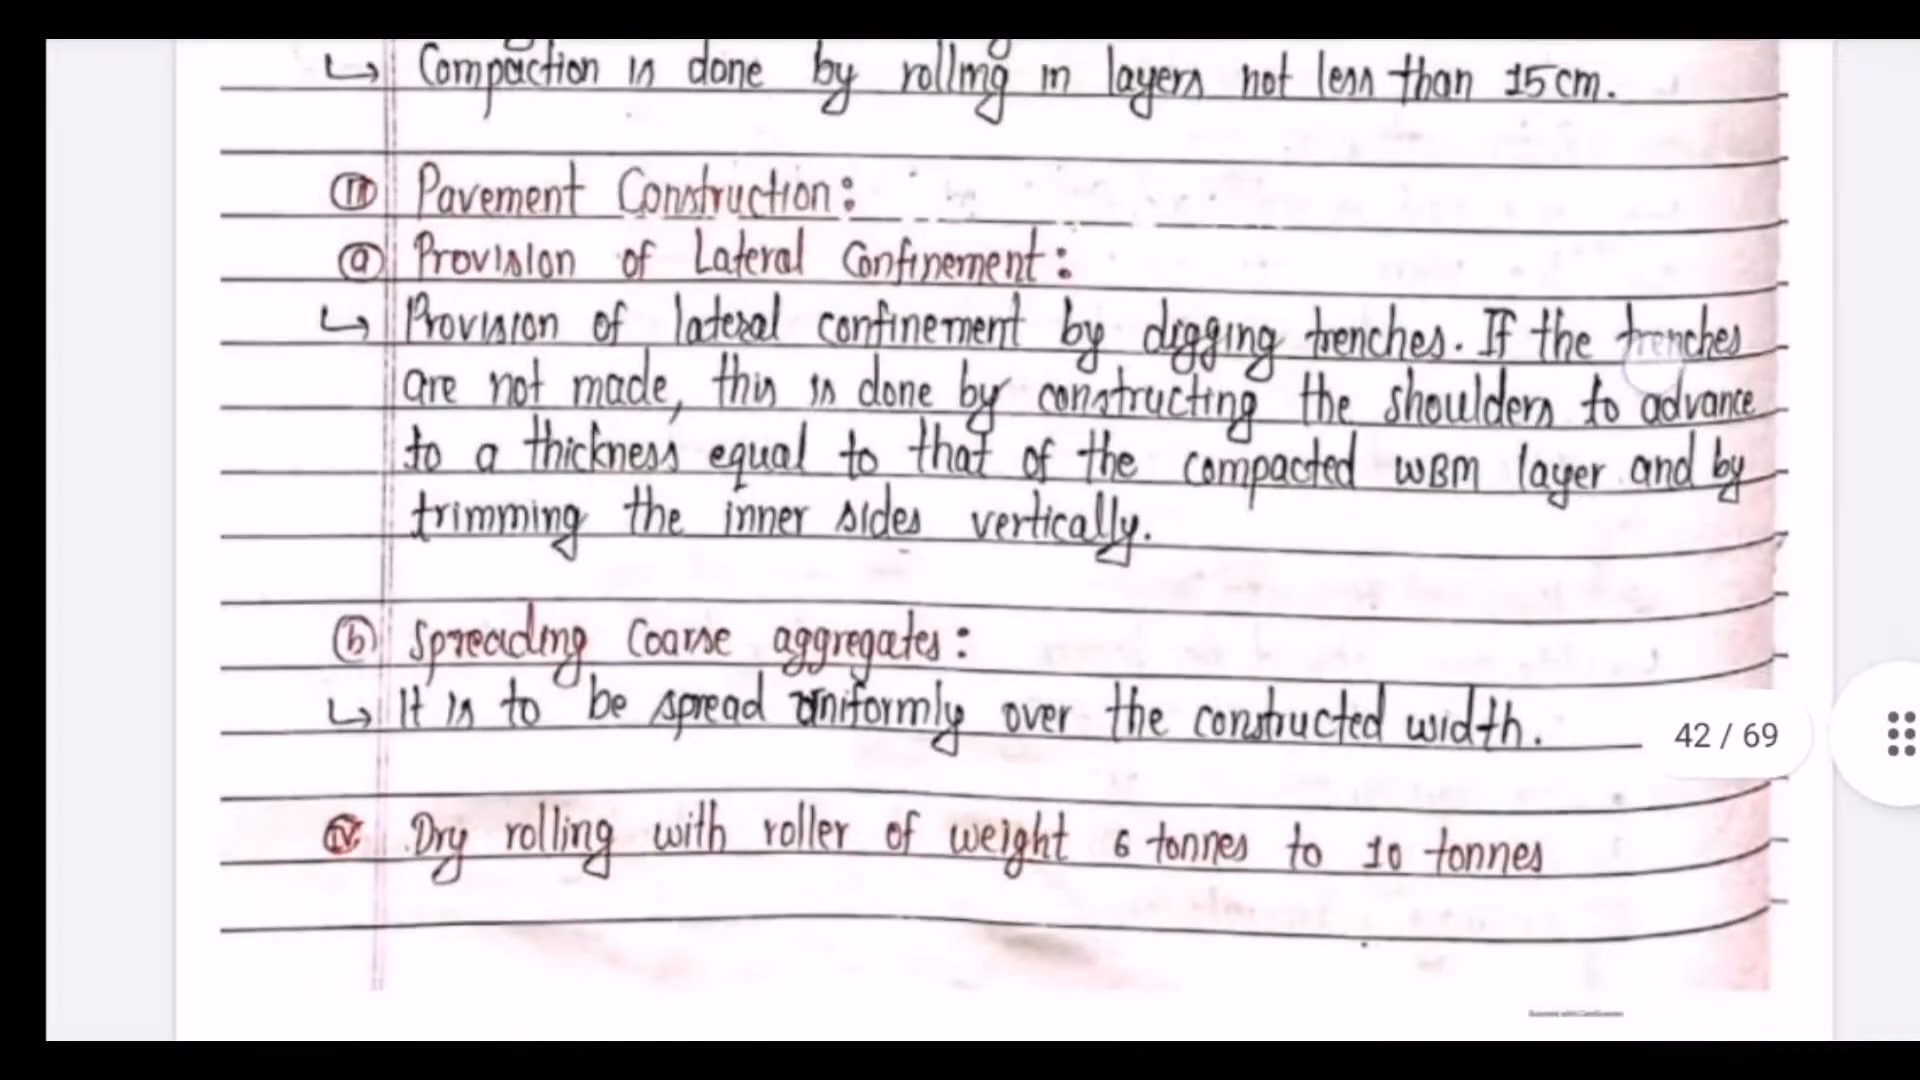 ↳ Compaction is done by rolling in layers not less than 15cm.
III Pavement Construction:
a Provision of Lateral Confinement:
↳ Provision of lateral confinement by digging trenches. If the trenches
are not made, this is done by constructing the shoulders to advance
to a thickness equal to that of the compacted WBM layer and by
trimming the inner sides vertically.
b Spreading Coarse aggregates:
↳ It is to be spread uniformly over the constructed width.
42 / 69
IV Dry rolling with roller of weight 6 tonnes to 10 tonnes